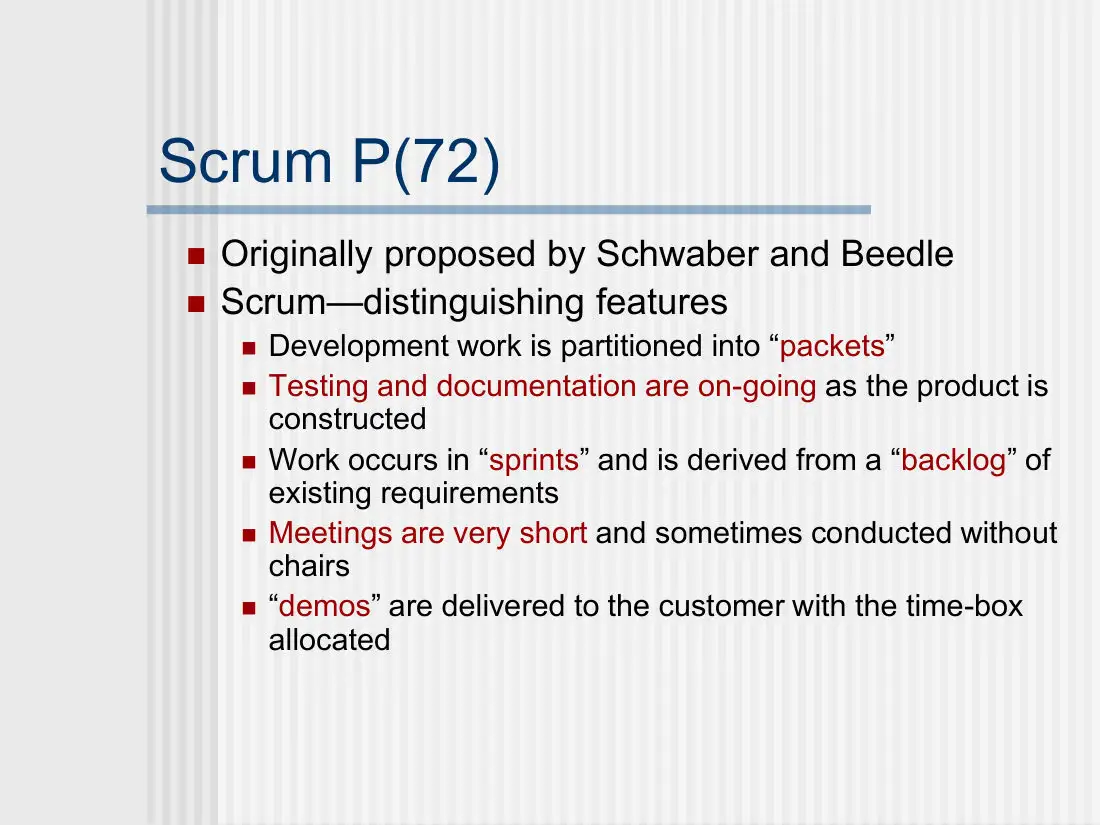 Scrum P(72)
Originally proposed by Schwaber and Beedle
Scrum—distinguishing features
Development work is partitioned into “packets”
Testing and documentation are on-going as the product is
constructed
Work occurs in “sprints” and is derived from a “backlog” of
existing requirements
Meetings are very short and sometimes conducted without
chairs
“demos” are delivered to the customer with the time-box
allocated